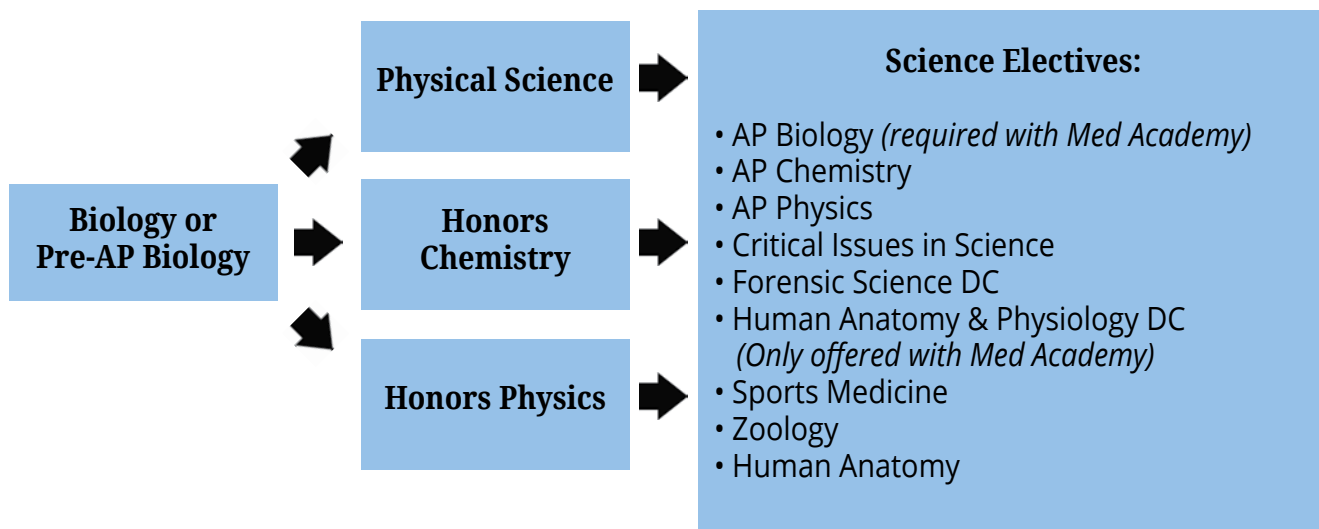 Biology or
Pre-AP Biology
Physical Science
Honors
Chemistry
Honors Physics
Science Electives:
• AP Biology (required with Med Academy)
• AP Chemistry
• AP Physics
• Critical Issues in Science
• Forensic Science DC
• Human Anatomy & Physiology DC
(Only offered with Med Academy)
• Sports Medicine
• Zoology
• Human Anatomy